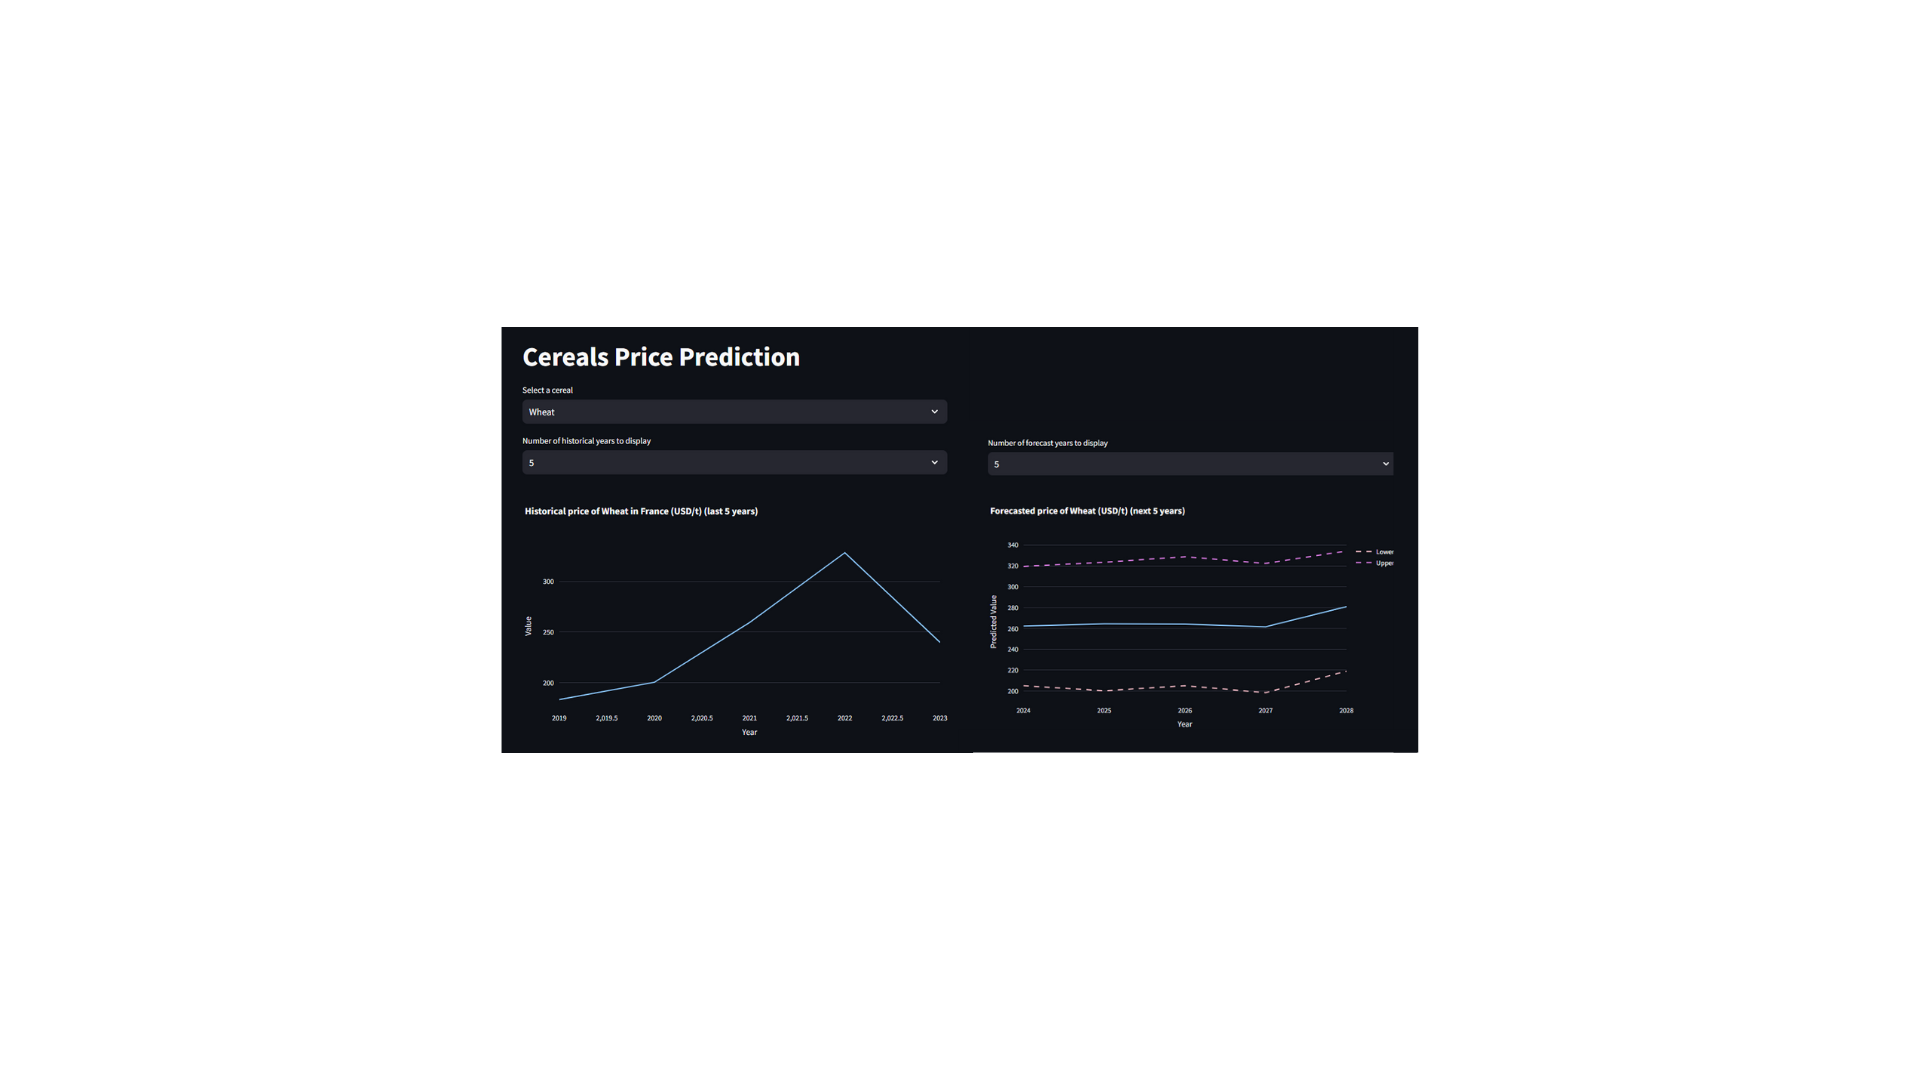 Cereals Price Prediction
Select a cereal
Wheat
Number of historical years to display
5
Number of forecast years to display
5
Historical price of Wheat in France (USD/t) (last 5 years)
300
250
200
Value
2019 2,019.5 2020 2,020.5 2021 2,021.5 2022 2,022.5 2023
Year
Forecasted price of Wheat (USD/t) (next 5 years)
340
320
300
280
260
240
220
200
Predicted Value
2024 2025 2026 2027 2028
Year
Lower
Upper